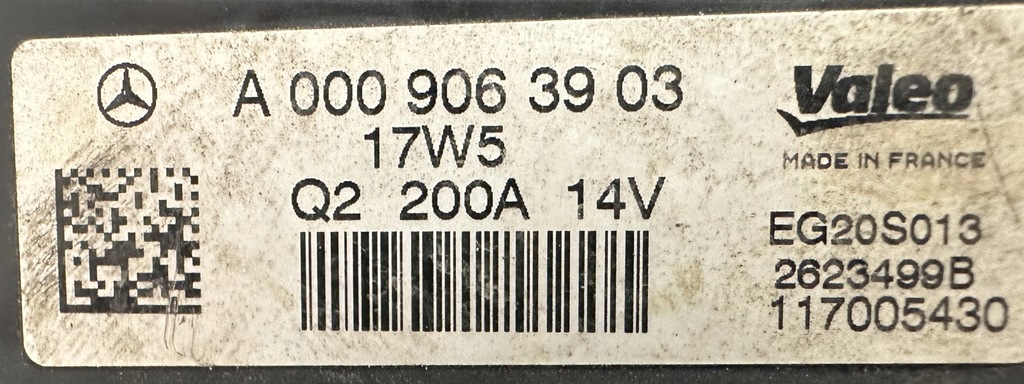 A 000 906 39 03
17W5
Q2 200A 14V
Valeo
MADE IN FRANCE
EG20S013
2623499B
117005430